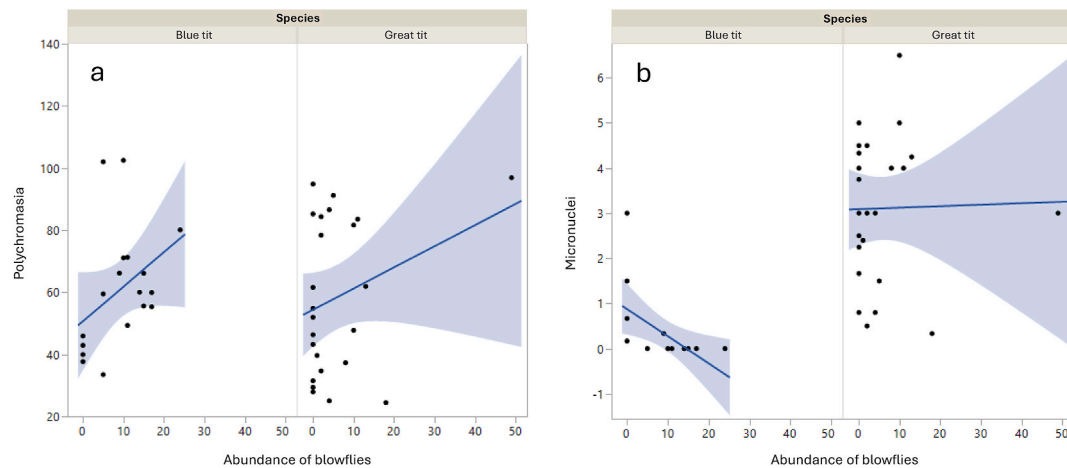 Species
Blue tit Great tit
a
140
120
100
80
60
40
20
Polychromasia
0 10 20 30 40 50 0 10 20 30 40 50
Abundance of blowflies
Species
Blue tit Great tit
b
6
5
4
3
2
1
0
-1
Micronuclei
0 10 20 30 40 50 0 10 20 30 40 50
Abundance of blowflies